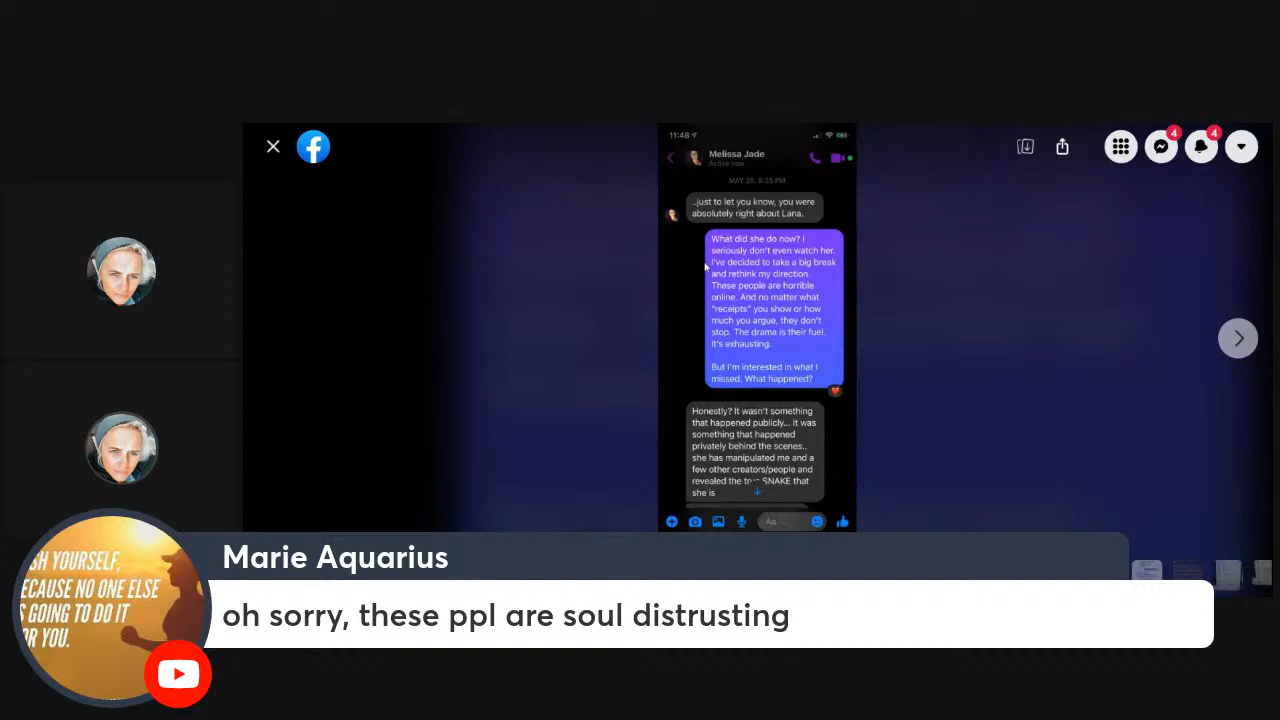 11:48
4
4
Melissa Jade
Active now
MAY 25, 8:25 PM
..just to let you know, you were
absolutely right about Lana.
What did she do now? I
seriously don't even watch her.
I've decided to take a big break
and rethink my direction.
These people are horrible
online. And no matter what
"receipts" you show or how
much you argue, they don't
stop. The drama is their fuel.
It's exhausting.
But I'm interested in what I
missed. What happened?
Honestly? It wasn't something
that happened publicly... it was
something that happened
privately behind the scenes..
she has manipulated me and a
few other creators/people and
revealed the true SNAKE that
she is
Aa
SH YOURSELF,
ECAUSE NO ONE ELSE
S GOING TO DO IT
OR YOU.
Marie Aquarius
oh sorry, these ppl are soul distrusting